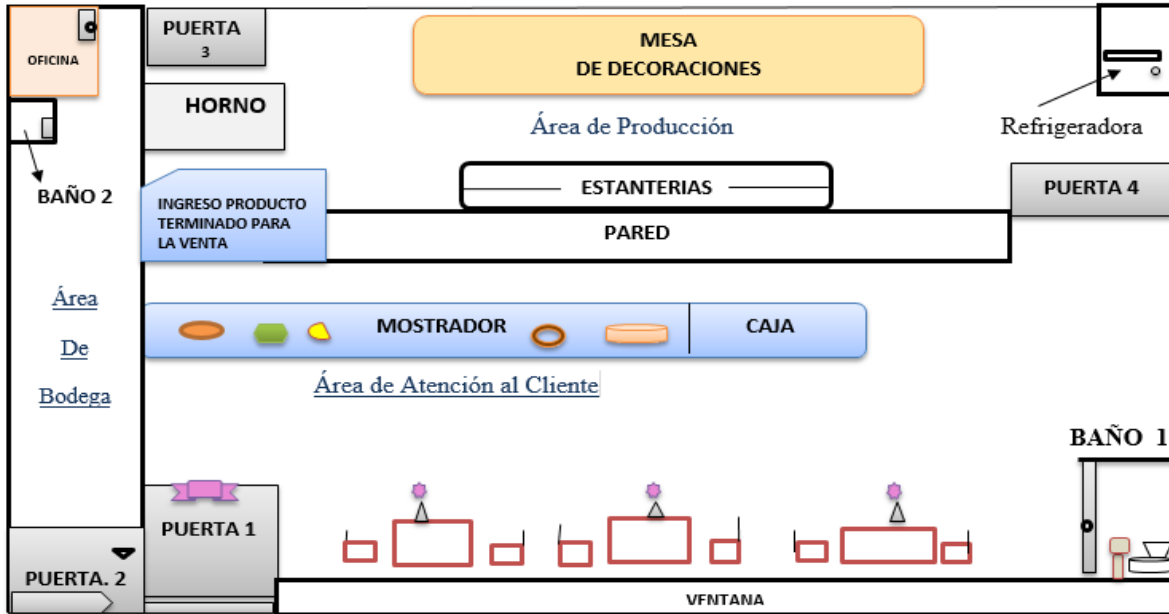 OFICINA
PUERTA
3
MESA
DE DECORACIONES
HORNO
Área de Producción
Refrigeradora
BAÑO 2
INGRESO PRODUCTO
TERMINADO PARA
LA VENTA
ESTANTERIAS
PUERTA 4
PARED
Área
De
Bodega
MOSTRADOR
CAJA
Área de Atención al Cliente
BAÑO 1
PUERTA 1
PUERTA. 2
VENTANA